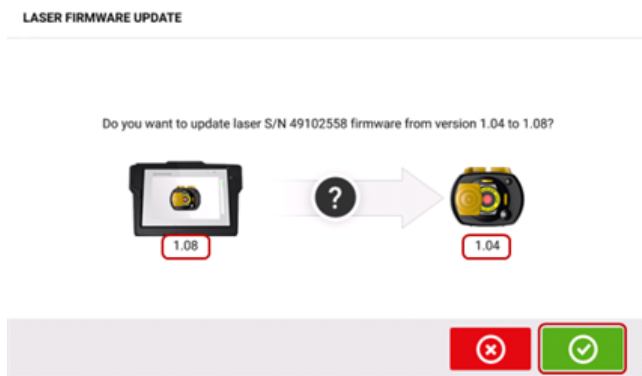 LASER FIRMWARE UPDATE
Do you want to update laser S/N 49102558 firmware from version 1.04 to 1.08?
?
1.08
1.04